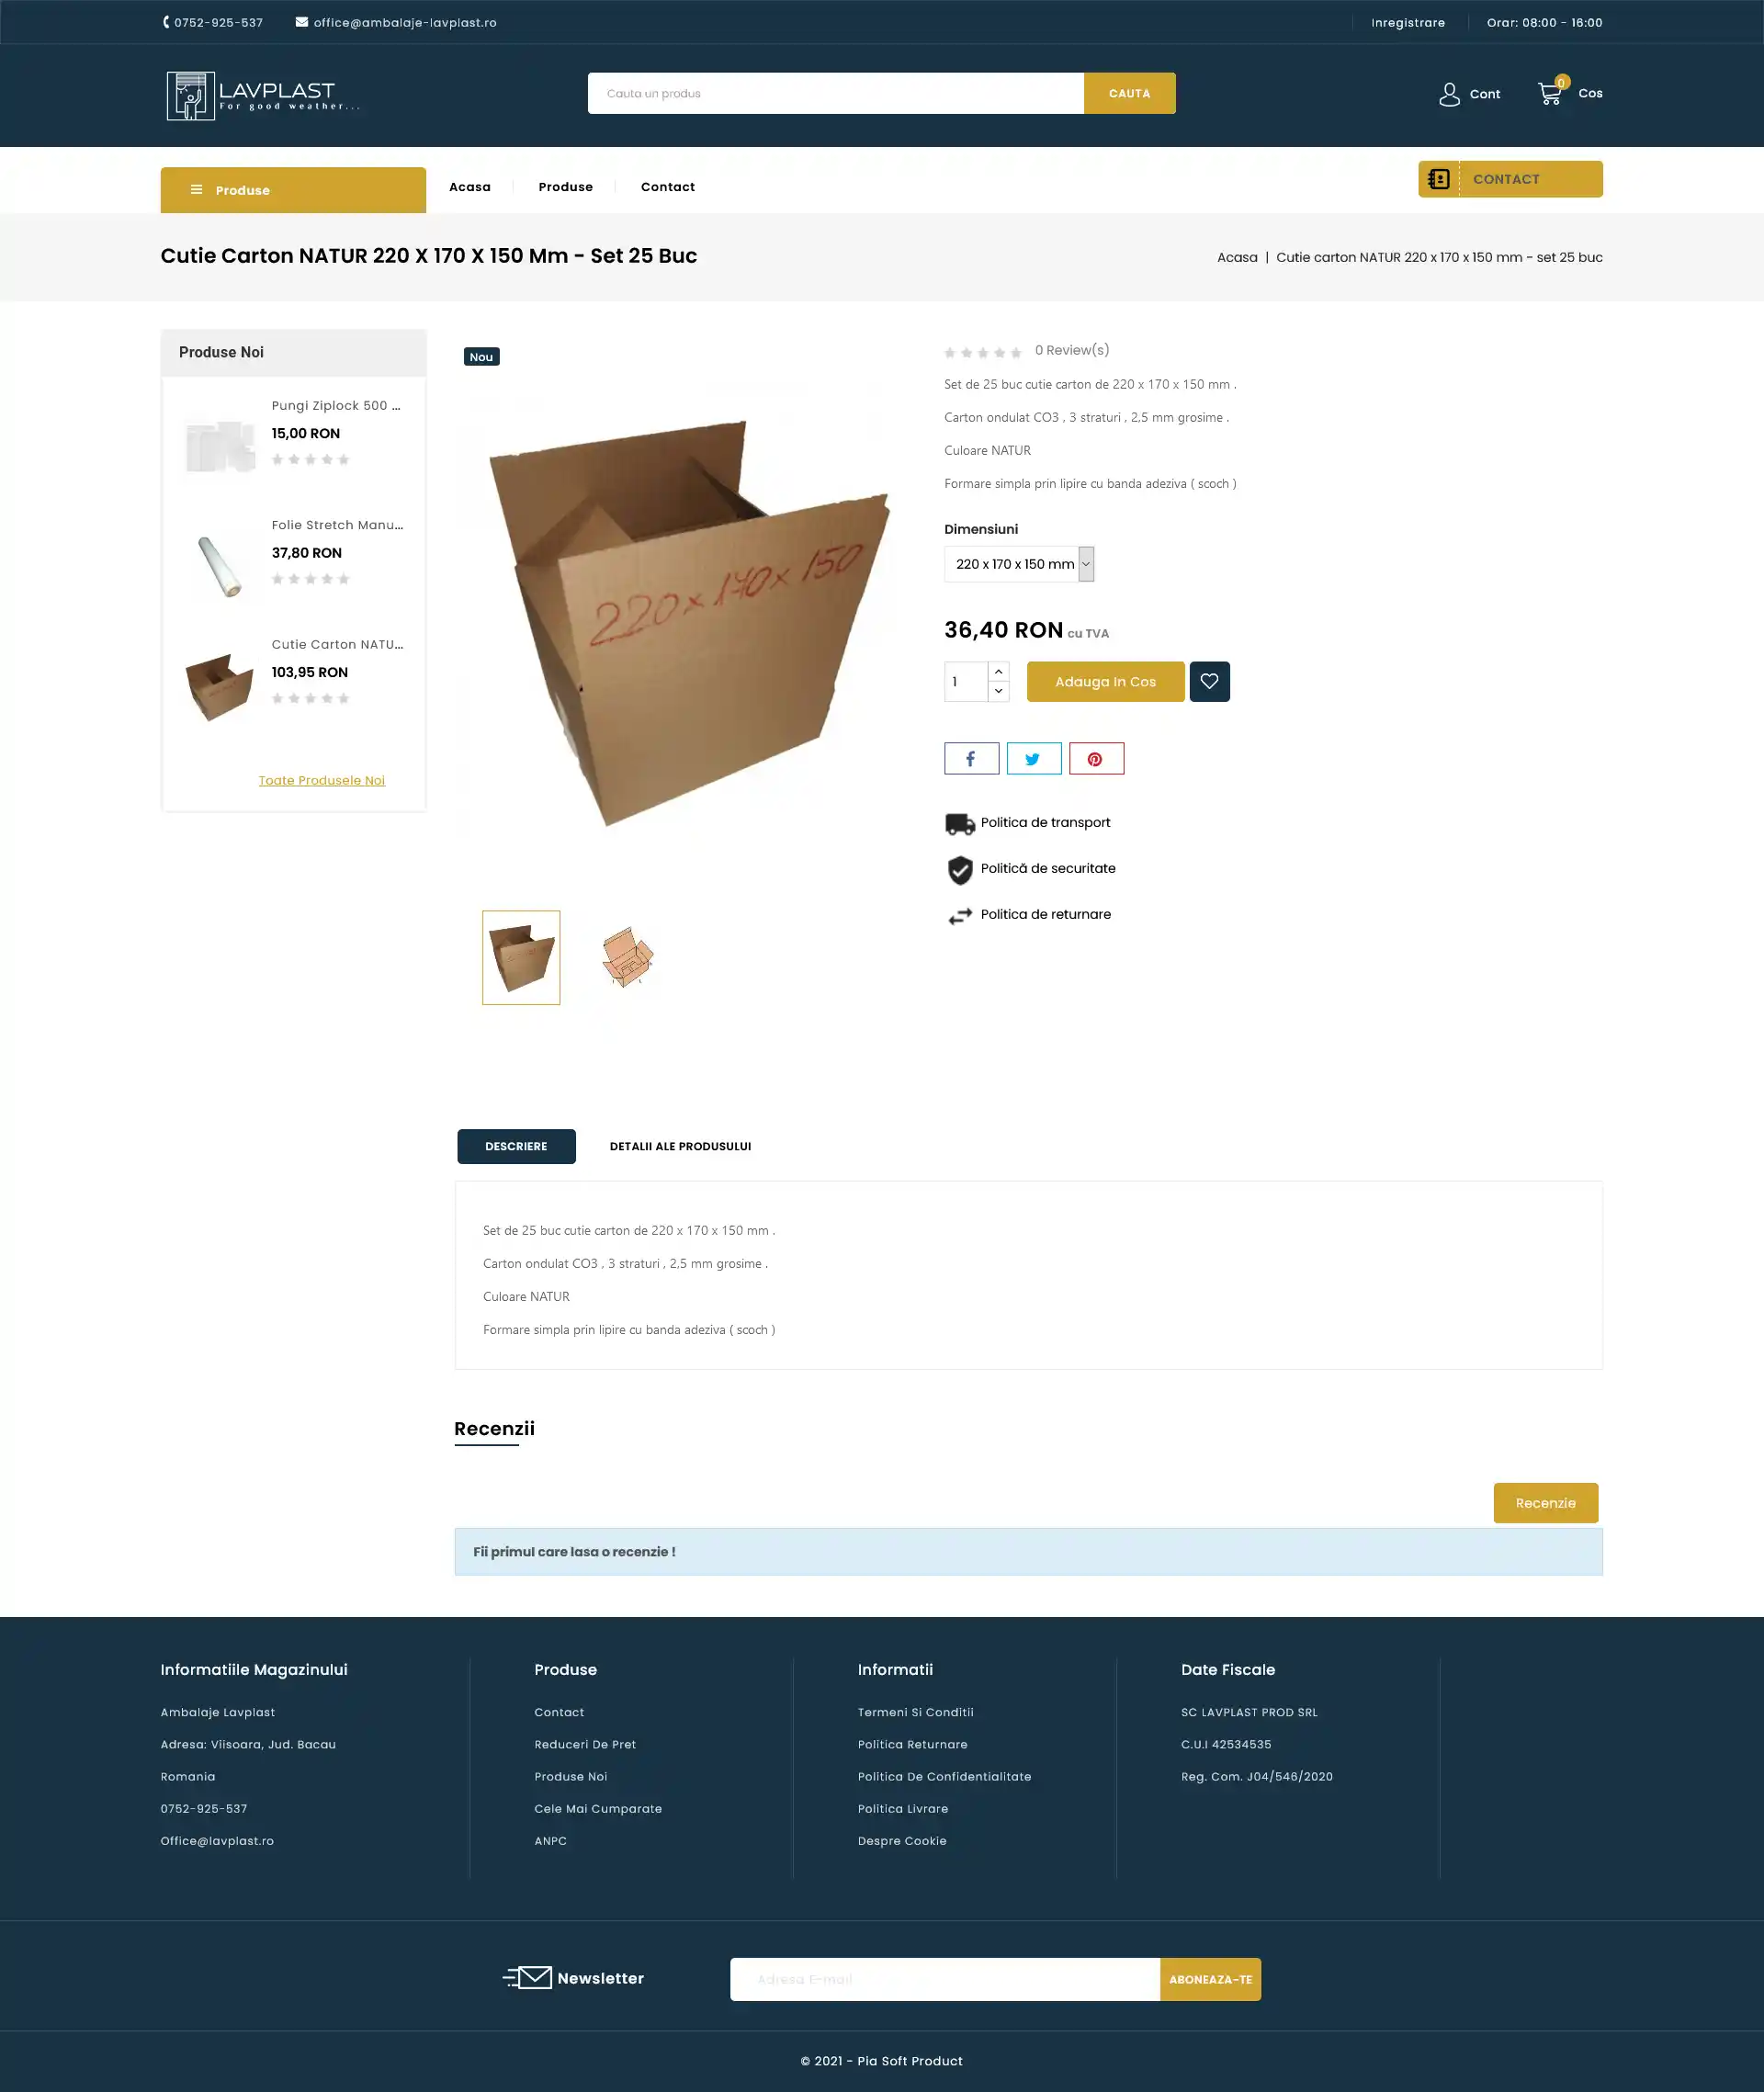 0752-925-537
office@ambalaje-lavplast.ro
Inregistrare
Orar: 08:00 - 16:00
LAVPLAST
For good weather...
Cauta un produs
CAUTA
Cont
0
Cos
Produse
Acasa
Produse
Contact
CONTACT
Cutie Carton NATUR 220 X 170 X 150 Mm - Set 25 Buc
Acasa | Cutie carton NATUR 220 x 170 x 150 mm - set 25 buc
Produse Noi
Pungi Ziplock 500 ...
15,00 RON
Folie Stretch Manu...
37,80 RON
Cutie Carton NATU...
103,95 RON
Toate Produsele Noi
Nou
220 x 170 x 150
0 Review(s)
Set de 25 buc cutie carton de 220 x 170 x 150 mm .
Carton ondulat CO3 , 3 straturi , 2,5 mm grosime .
Culoare NATUR
Formare simpla prin lipire cu banda adeziva ( scoch )
Dimensiuni
220 x 170 x 150 mm
36,40 RON cu TVA
1
Adauga In Cos
Politica de transport
Politică de securitate
Politica de returnare
DESCRIERE
DETALII ALE PRODUSULUI
Set de 25 buc cutie carton de 220 x 170 x 150 mm .
Carton ondulat CO3 , 3 straturi , 2,5 mm grosime .
Culoare NATUR
Formare simpla prin lipire cu banda adeziva ( scoch )
Recenzii
Recenzie
Fii primul care lasa o recenzie !
Informatiile Magazinului
Ambalaje Lavplast
Adresa: Viisoara, Jud. Bacau
Romania
0752-925-537
Office@lavplast.ro
Produse
Contact
Reduceri De Pret
Produse Noi
Cele Mai Cumparate
ANPC
Informatii
Termeni Si Conditii
Politica Returnare
Politica De Confidentialitate
Politica Livrare
Despre Cookie
Date Fiscale
SC LAVPLAST PROD SRL
C.U.I 42534535
Reg. Com. J04/546/2020
Newsletter
Adresa E-mail
ABONEAZA-TE
© 2021 - Pia Soft Product